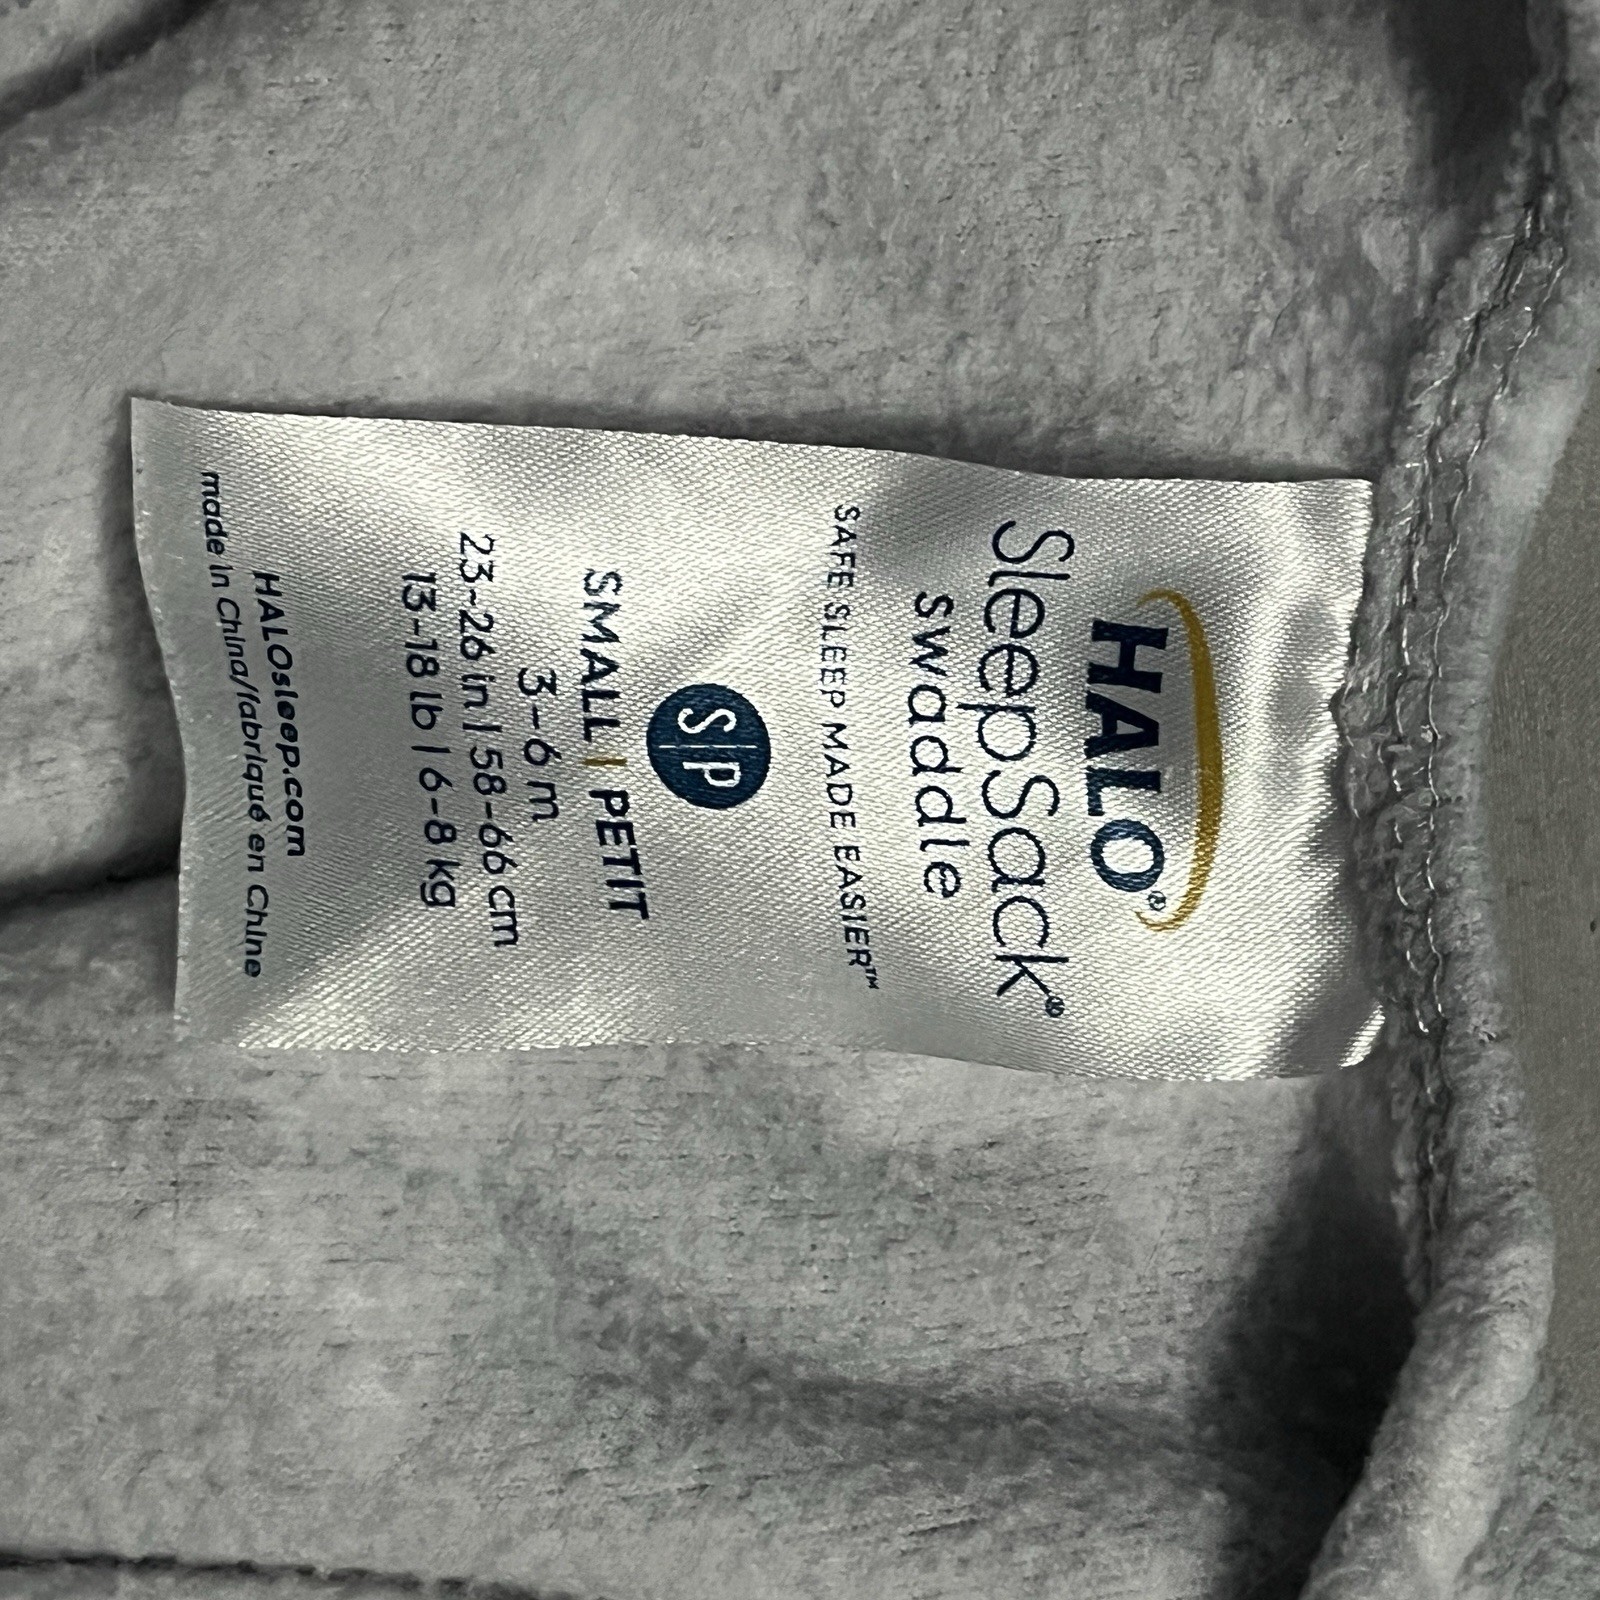 HALO®
SleepSack®
swaddle
SAFE SLEEP MADE EASIER™
S|P
SMALL | PETIT
3-6 m
23-26 in | 58-66 cm
13-18 lb | 6-8 kg
HALOsleep.com
made in China/fabriqué en Chine